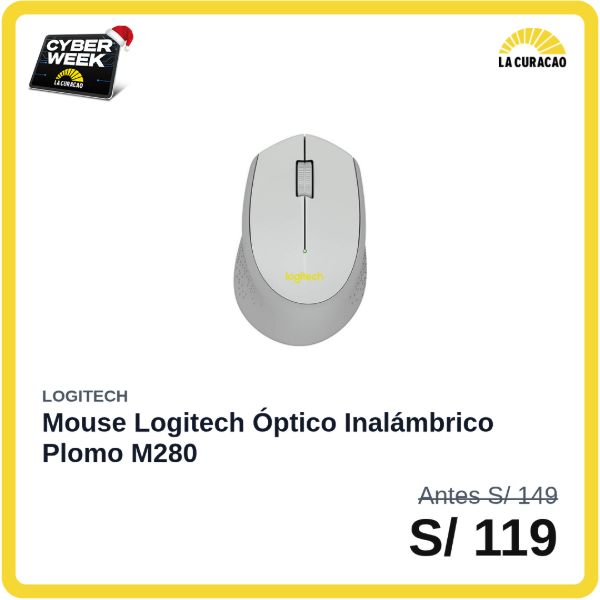 CYBER
WEEK
LA CURACAO
LA CURACAO
logitech
LOGITECH
Mouse Logitech Óptico Inalámbrico
Plomo M280
Antes S/ 149
S/ 119